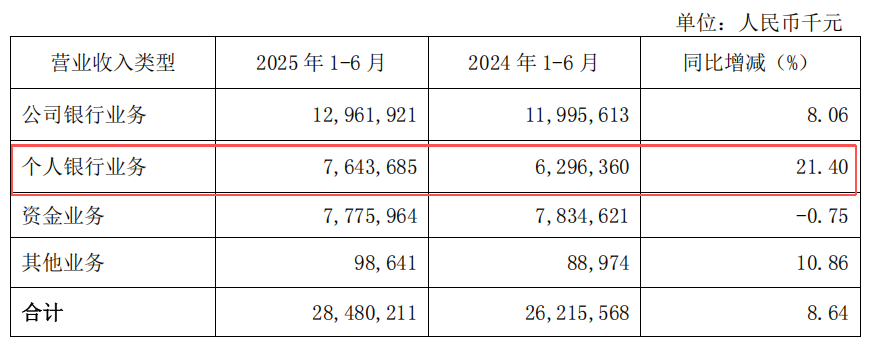 单位：人民币千元
营业收入类型 2025 年 1-6 月 2024 年 1-6 月 同比增减（%）
公司银行业务 12,961,921 11,995,613 8.06
个人银行业务 7,643,685 6,296,360 21.40
资金业务 7,775,964 7,834,621 -0.75
其他业务 98,641 88,974 10.86
合计 28,480,211 26,215,568 8.64